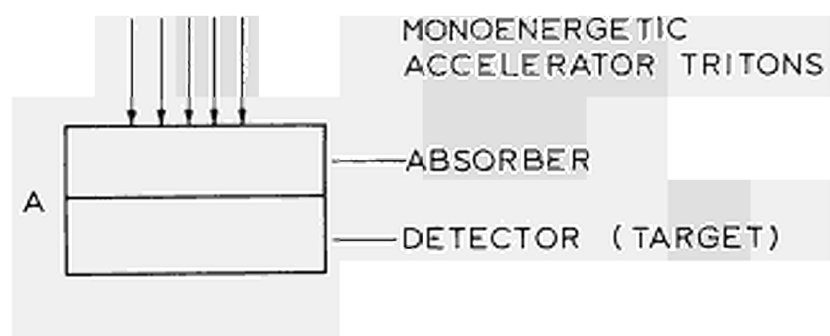 MONOENERGETIC
ACCELERATOR TRITONS
ABSORBER
A
DETECTOR (TARGET)